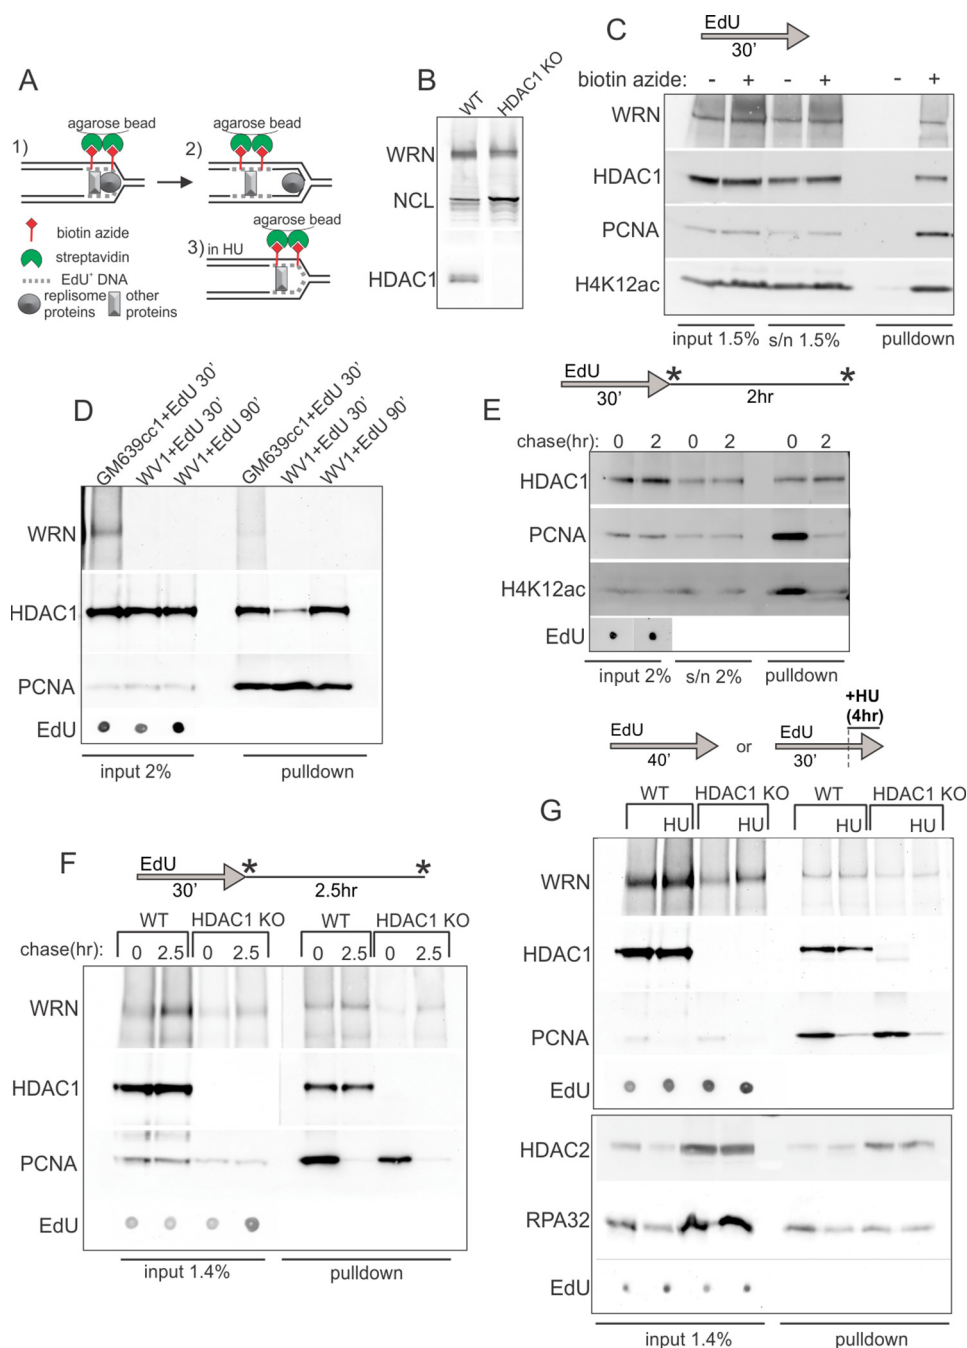 A
agarose bead
agarose bead
1)
2)
biotin azide
streptavidin
EdU+ DNA
replisome proteins
other proteins
3) in HU
agarose bead
B
WT
HDAC1 KO
WRN
NCL
HDAC1
C
EdU
30’
biotin azide: - + - + - +
WRN
HDAC1
PCNA
H4K12ac
input 1.5% s/n 1.5% pulldown
D
GM639cc1+EdU 30’
WV1+EdU 30’
WV1+EdU 90’
GM639cc1+EdU 30’
WV1+EdU 30’
WV1+EdU 90’
WRN
HDAC1
PCNA
EdU
input 2% pulldown
E
EdU * *
30’ 2hr
chase(hr): 0 2 0 2 0 2
HDAC1
PCNA
H4K12ac
EdU
input 2% s/n 2% pulldown
F
EdU * *
30’ 2.5hr
WT HDAC1 KO WT HDAC1 KO
chase(hr): 0 2.5 0 2.5 0 2.5 0 2.5
WRN
HDAC1
PCNA
EdU
input 1.4% pulldown
G
+HU
(4hr)
EdU EdU
40’ or 30’
WT HDAC1 KO WT HDAC1 KO
HU HU HU HU
WRN
HDAC1
PCNA
EdU
HDAC2
RPA32
EdU
input 1.4% pulldown